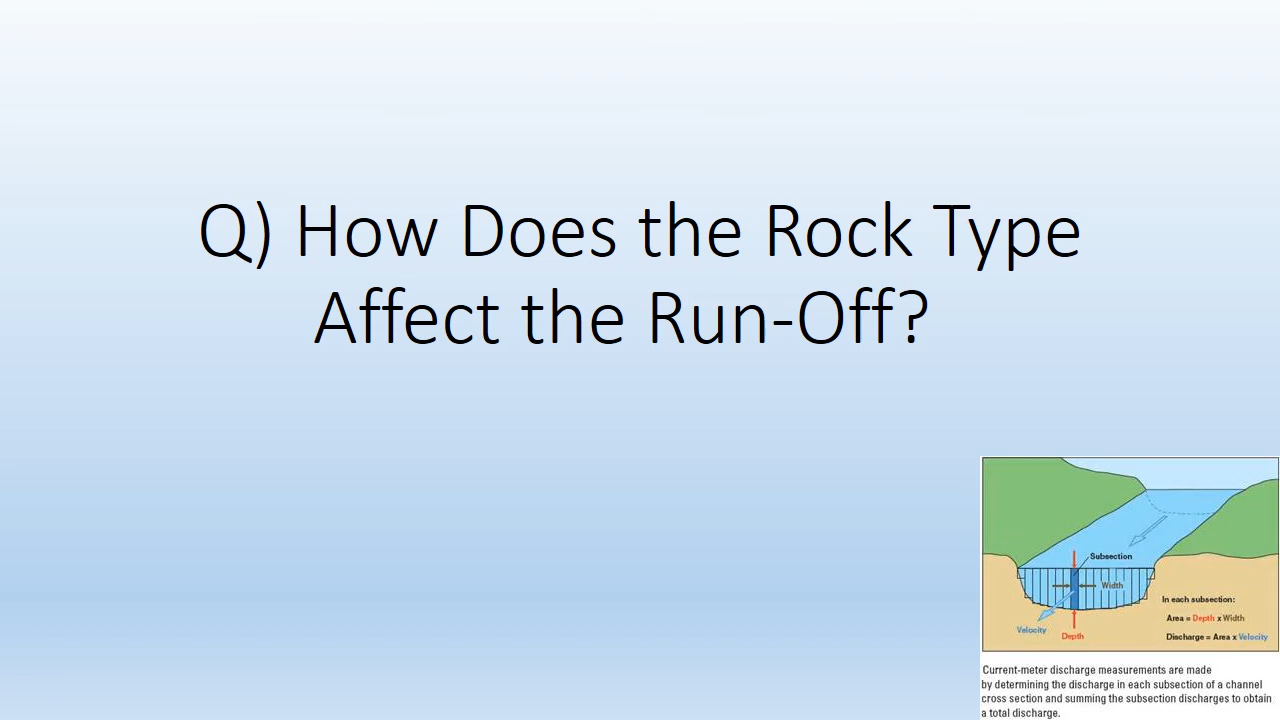 Q) How Does the Rock Type
Affect the Run-Off?
Subsection
Width
In each subsection:
Area = Depth x Width
Velocity
Depth
Discharge = Area x Velocity
Current-meter discharge measurements are made
by determining the discharge in each subsection of a channel
cross section and summing the subsection discharges to obtain
a total discharge.